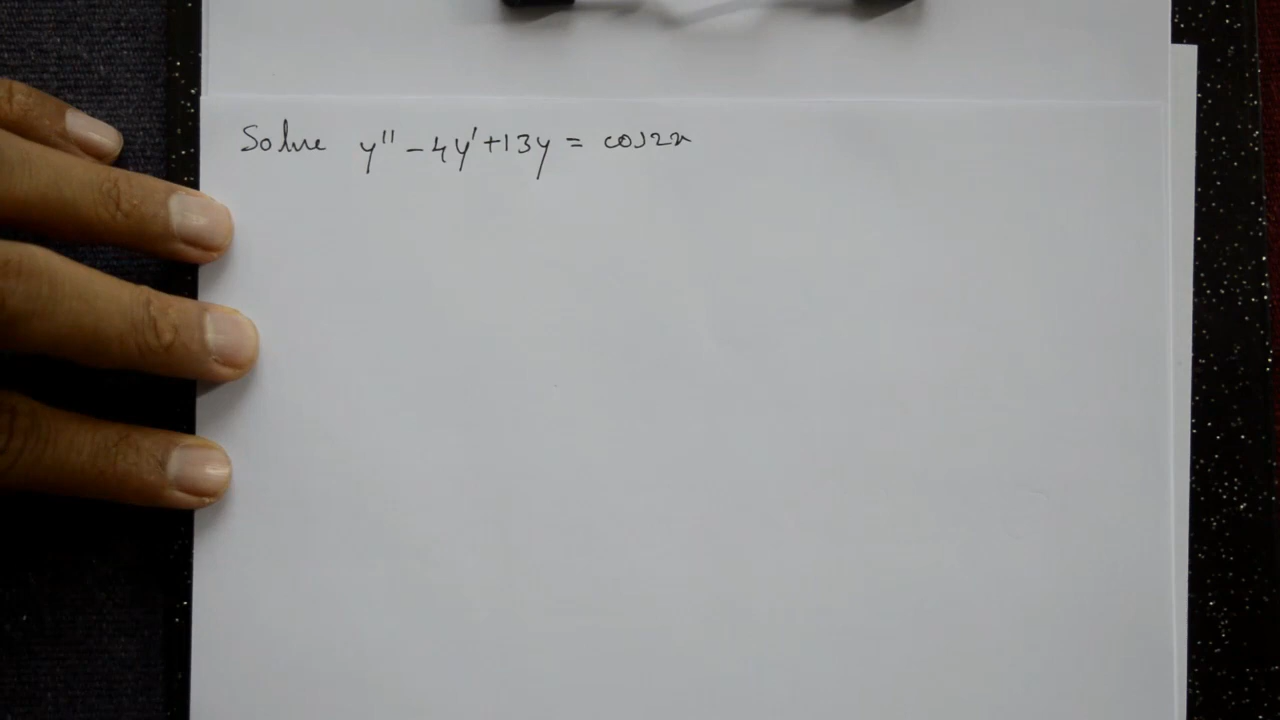 Solve y'' - 4y' + 13y = cos2x